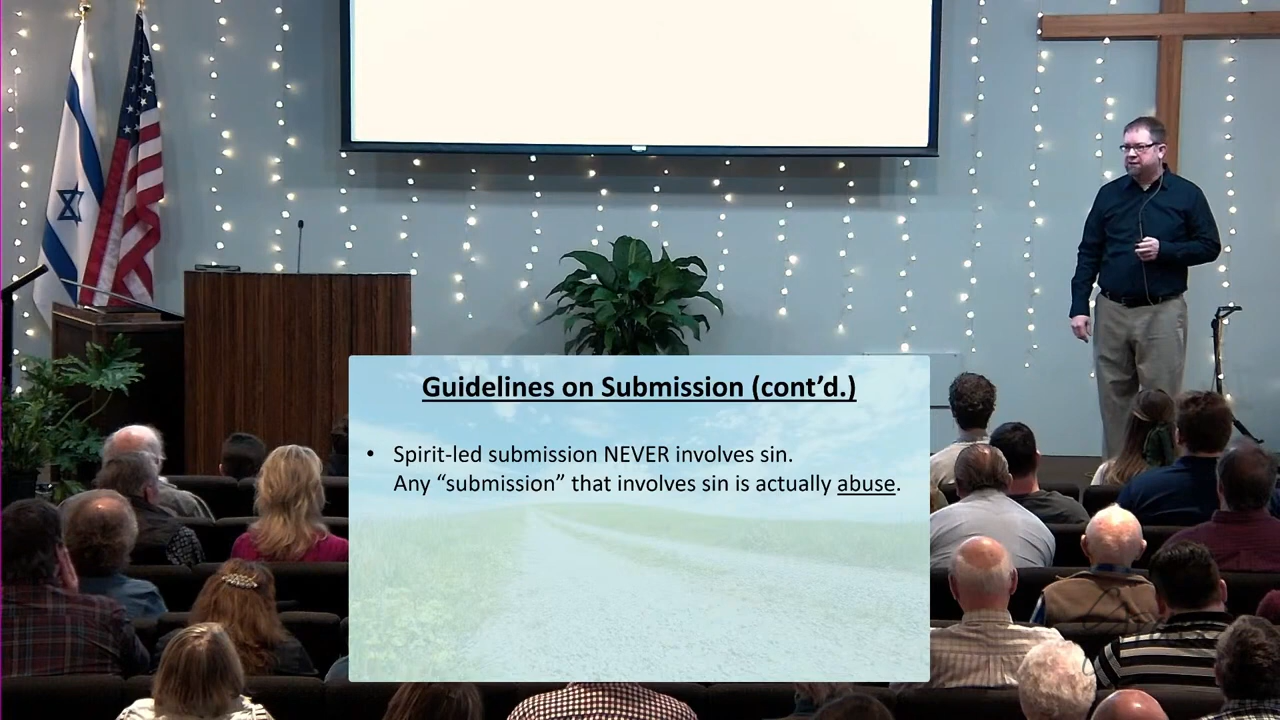 Guidelines on Submission (cont’d.)
• Spirit-led submission NEVER involves sin.
Any “submission” that involves sin is actually abuse.